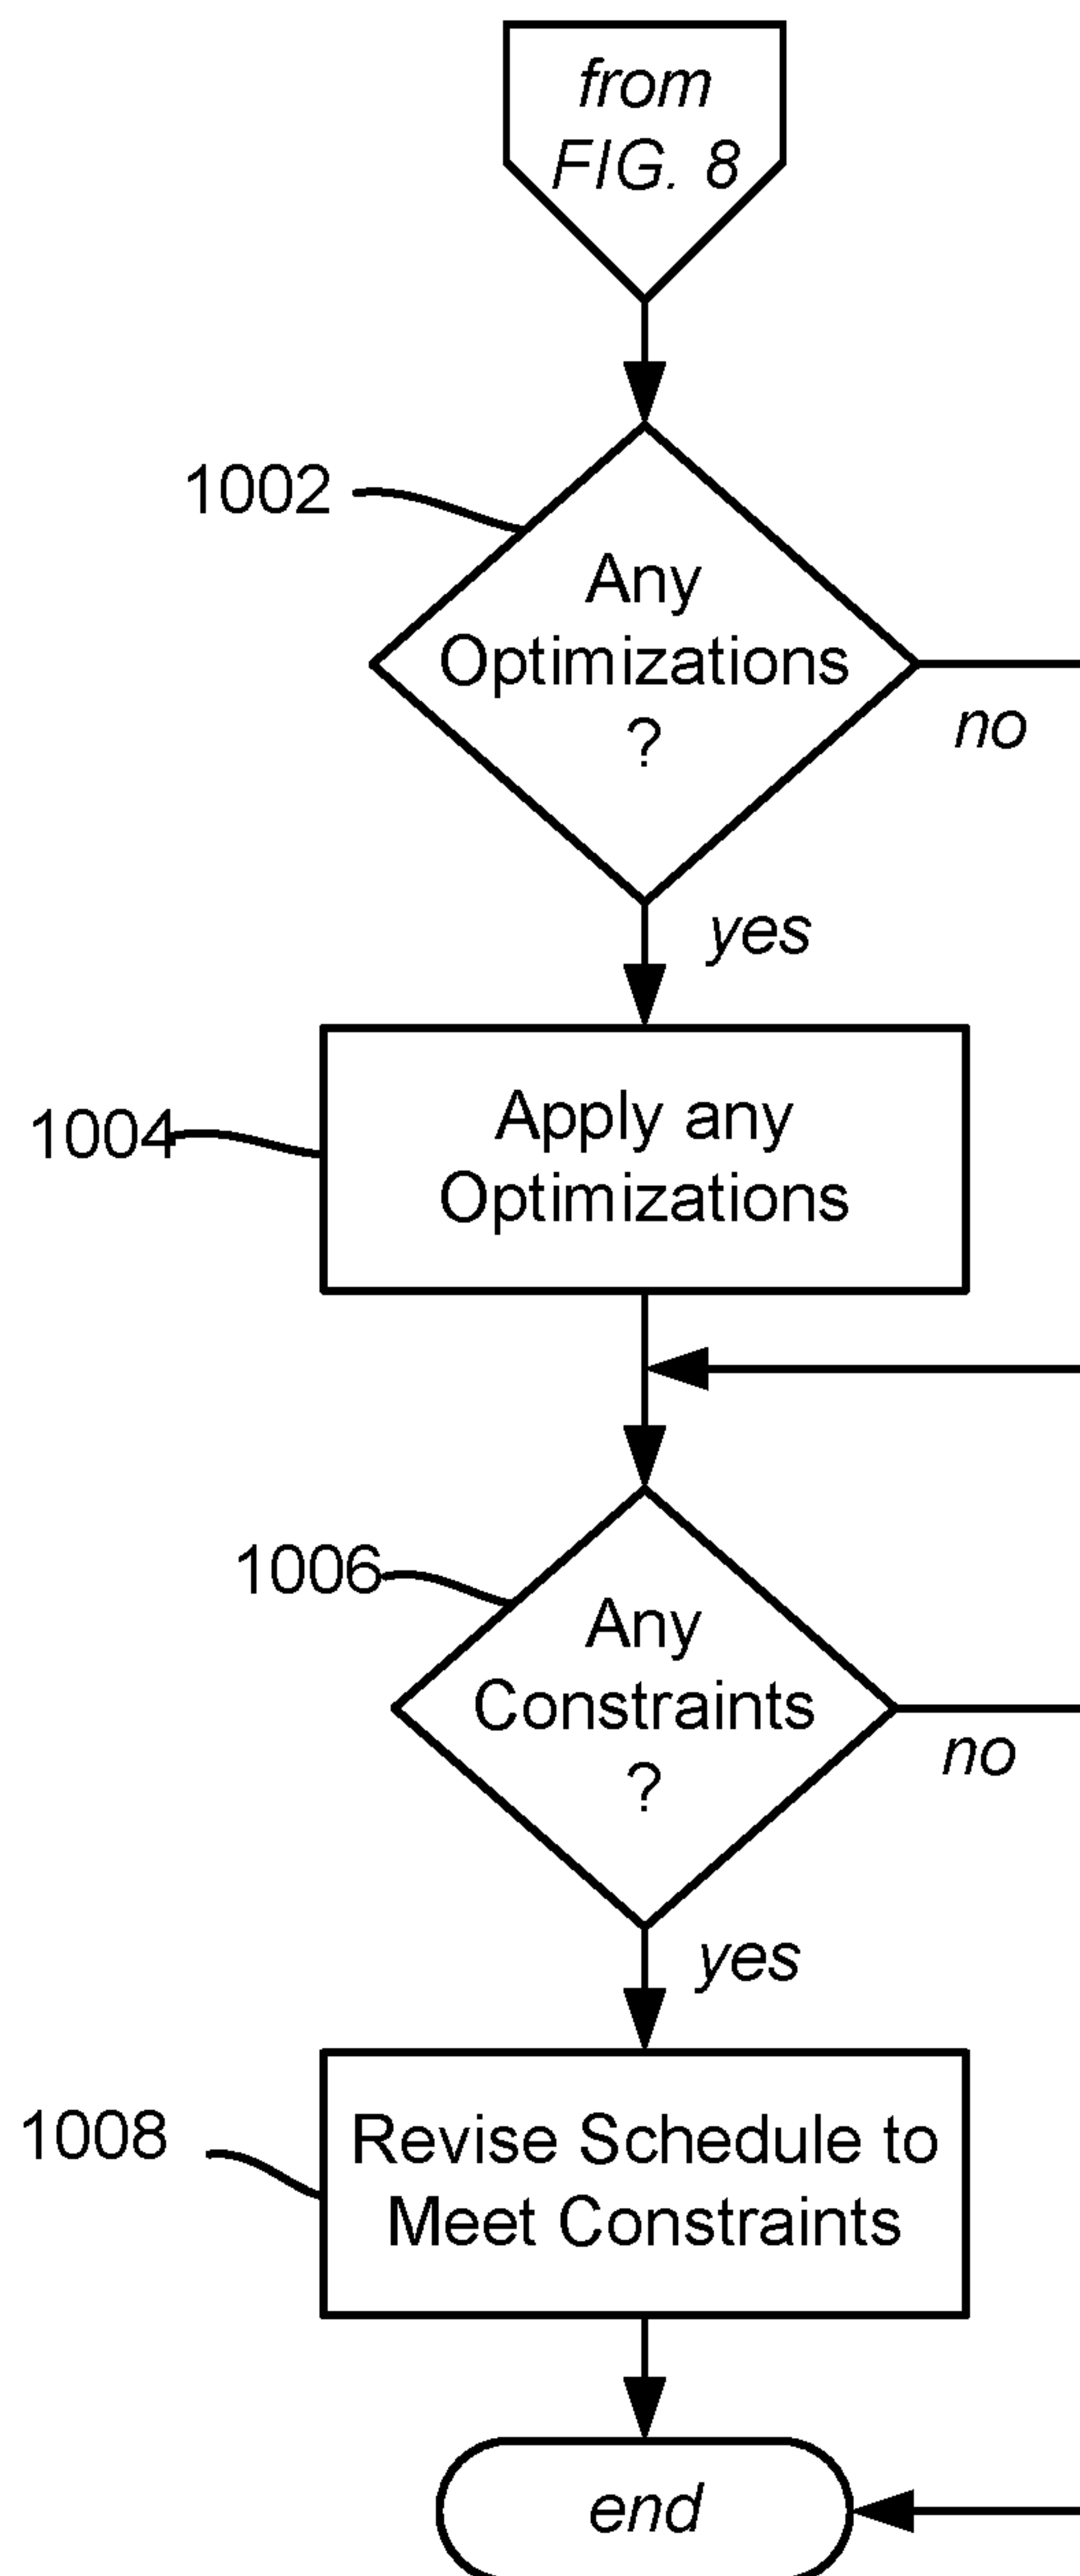 from
FIG. 8
1002
Any
Optimizations
?
no
yes
1004
Apply any
Optimizations
1006
Any
Constraints
?
no
yes
1008
Revise Schedule to
Meet Constraints
end